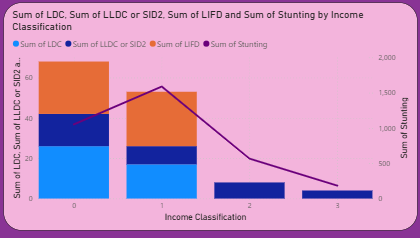 Sum of LDC, Sum of LLDC or SID2, Sum of LIFD and Sum of Stunting by Income
Classification
Sum of LDC Sum of LLDC or SID2 Sum of LIFD Sum of Stunting
Sum of LDC, Sum of LLDC or SID2 a...
60
40
20
0
2,000
1,500
1,000
500
0
Sum of Stunting
0 1 2 3
Income Classification